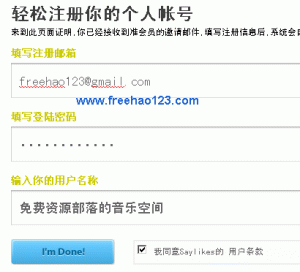 轻松注册你的个人帐号
来到此页面证明,你已经接收到准会员的邀请邮件,填写注册信息后,系统会自
填写注册邮箱
freehao123@gmail.com
www.freehao123.com
填写登陆密码
············
输入你的用户名称
免费资源部落的音乐空间
I'm Done!
我同意Saylikes的 用户条款